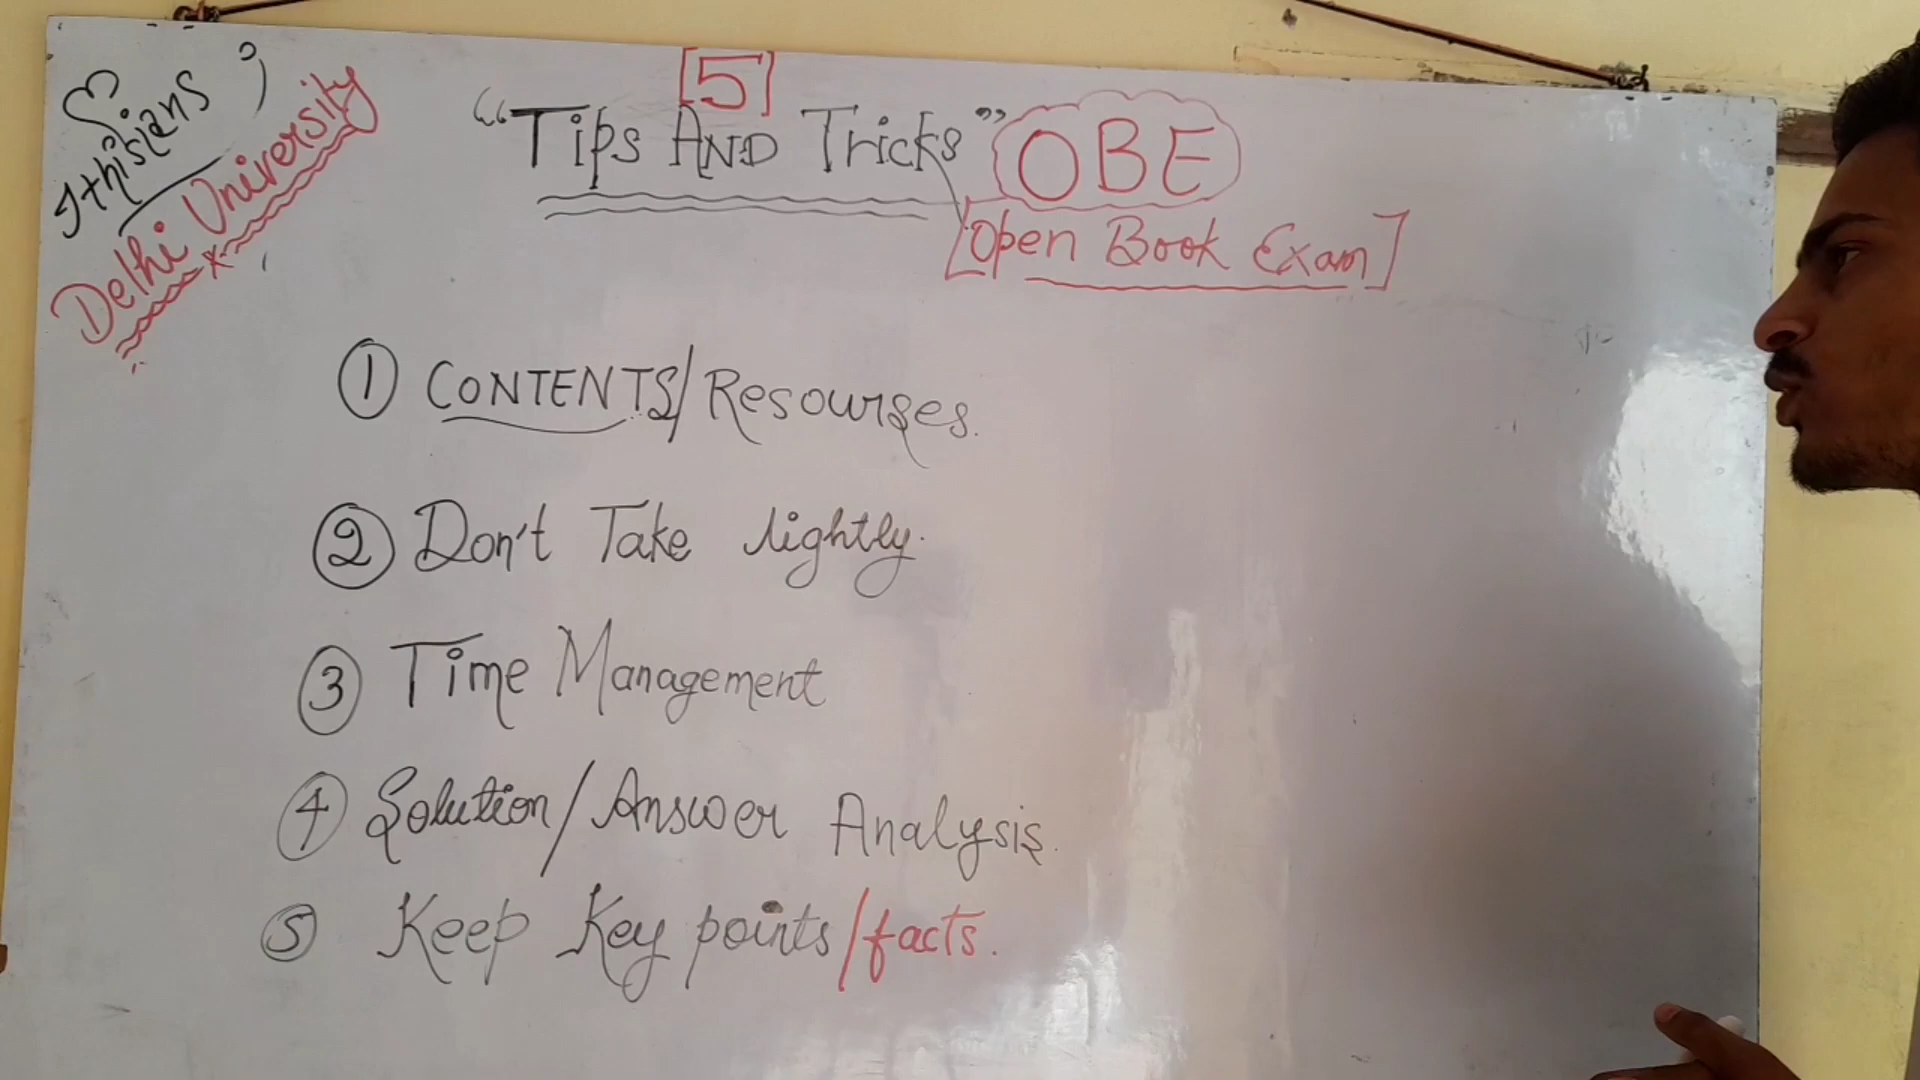 Ithisians
Delhi University
[5]
"Tips AND Tricks" OBE
[Open Book Exam]
① CONTENTS/Resourses.
② Don't Take lightly.
③ Time Management
④ Solution/Answer Analysis.
⑤ Keep Key points/facts.